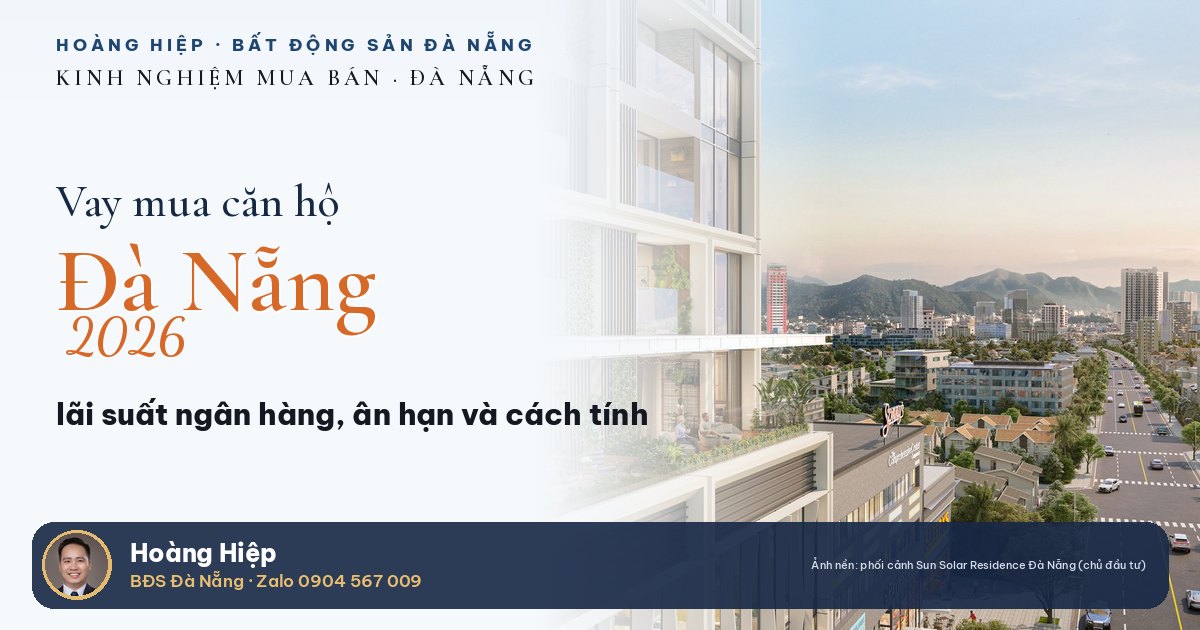 HOÀNG HIỆP · BẤT ĐỘNG SẢN ĐÀ NẴNG
KINH NGHIỆM MUA BÁN · ĐÀ NẴNG
Vay mua căn hộ
Đà Nẵng
2026
lãi suất ngân hàng, ân hạn và cách tính
Hoàng Hiệp
BĐS Đà Nẵng · Zalo 0904 567 009
Ảnh nền: phối cảnh Sun Solar Residence Đà Nẵng (chủ đầu tư)